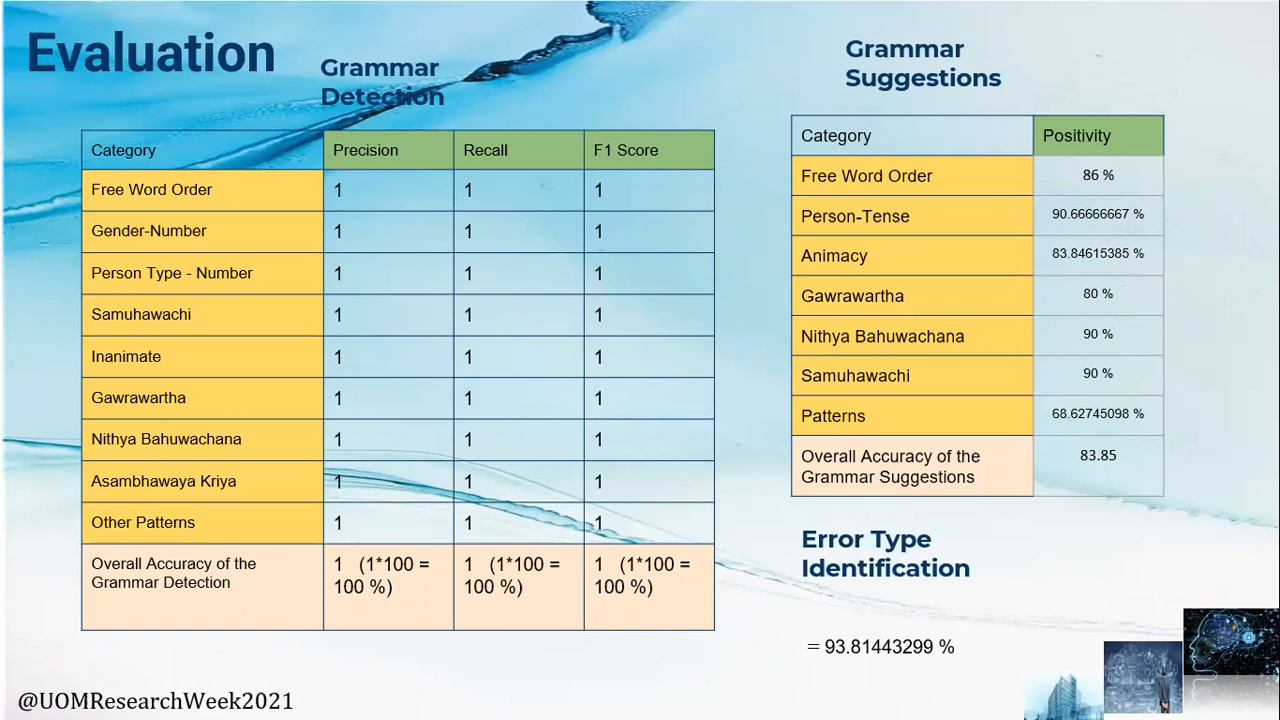 Evaluation
Grammar
Detection
Category Precision Recall F1 Score
Free Word Order 1 1 1
Gender-Number 1 1 1
Person Type - Number 1 1 1
Samuhawachi 1 1 1
Inanimate 1 1 1
Gawrawartha 1 1 1
Nithya Bahuwachana 1 1 1
Asambhawaya Kriya 1 1 1
Other Patterns 1 1 1
Overall Accuracy of the 1 (1*100 = 1 (1*100 = 1 (1*100 =
Grammar Detection 100 %) 100 %) 100 %)
Grammar
Suggestions
Category Positivity
Free Word Order 86 %
Person-Tense 90.66666667 %
Animacy 83.84615385 %
Gawrawartha 80 %
Nithya Bahuwachana 90 %
Samuhawachi 90 %
Patterns 68.62745098 %
Overall Accuracy of the 83.85
Grammar Suggestions
Error Type
Identification
= 93.81443299 %
@UOMResearchWeek2021